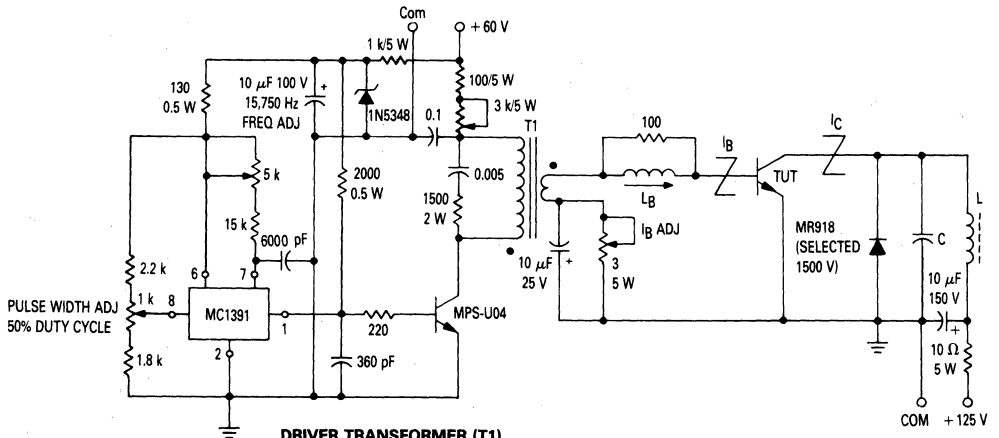 Com
+ 60 V
1 k/5 W
130
0.5 W
10 μF 100 V
15,750 Hz
FREQ ADJ
+
1N5348
100/5 W
3 k/5 W
0.1
T1
5 k
2000
0.5 W
0.005
1500
2 W
15 k
6000 pF
2.2 k
6
7
PULSE WIDTH ADJ
50% DUTY CYCLE
1 k
8
MC1391
1
220
MPS-U04
1.8 k
2
360 pF
100
LB
IB
IC
TUT
IB ADJ
10 μF
25 V
+
3
5 W
MR918
(SELECTED
1500 V)
C
L
10 μF
150 V
+
10 Ω
5 W
COM
+ 125 V
DRIVER TRANSFORMER (T1)